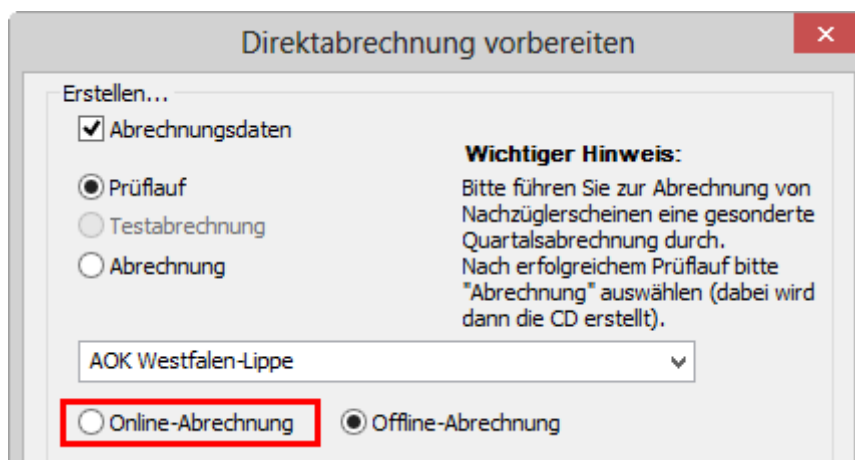 Direktabrechnung vorbereiten
Erstellen...
Abrechnungsdaten
Wichtiger Hinweis:
Prüflauf
Testabrechnung
Abrechnung
Bitte führen Sie zur Abrechnung von
Nachzüglerscheinen eine gesonderte
Quartalsabrechnung durch.
Nach erfolgreichem Prüflauf bitte
"Abrechnung" auswählen (dabei wird
dann die CD erstellt).
AOK Westfalen-Lippe
Online-Abrechnung
Offline-Abrechnung